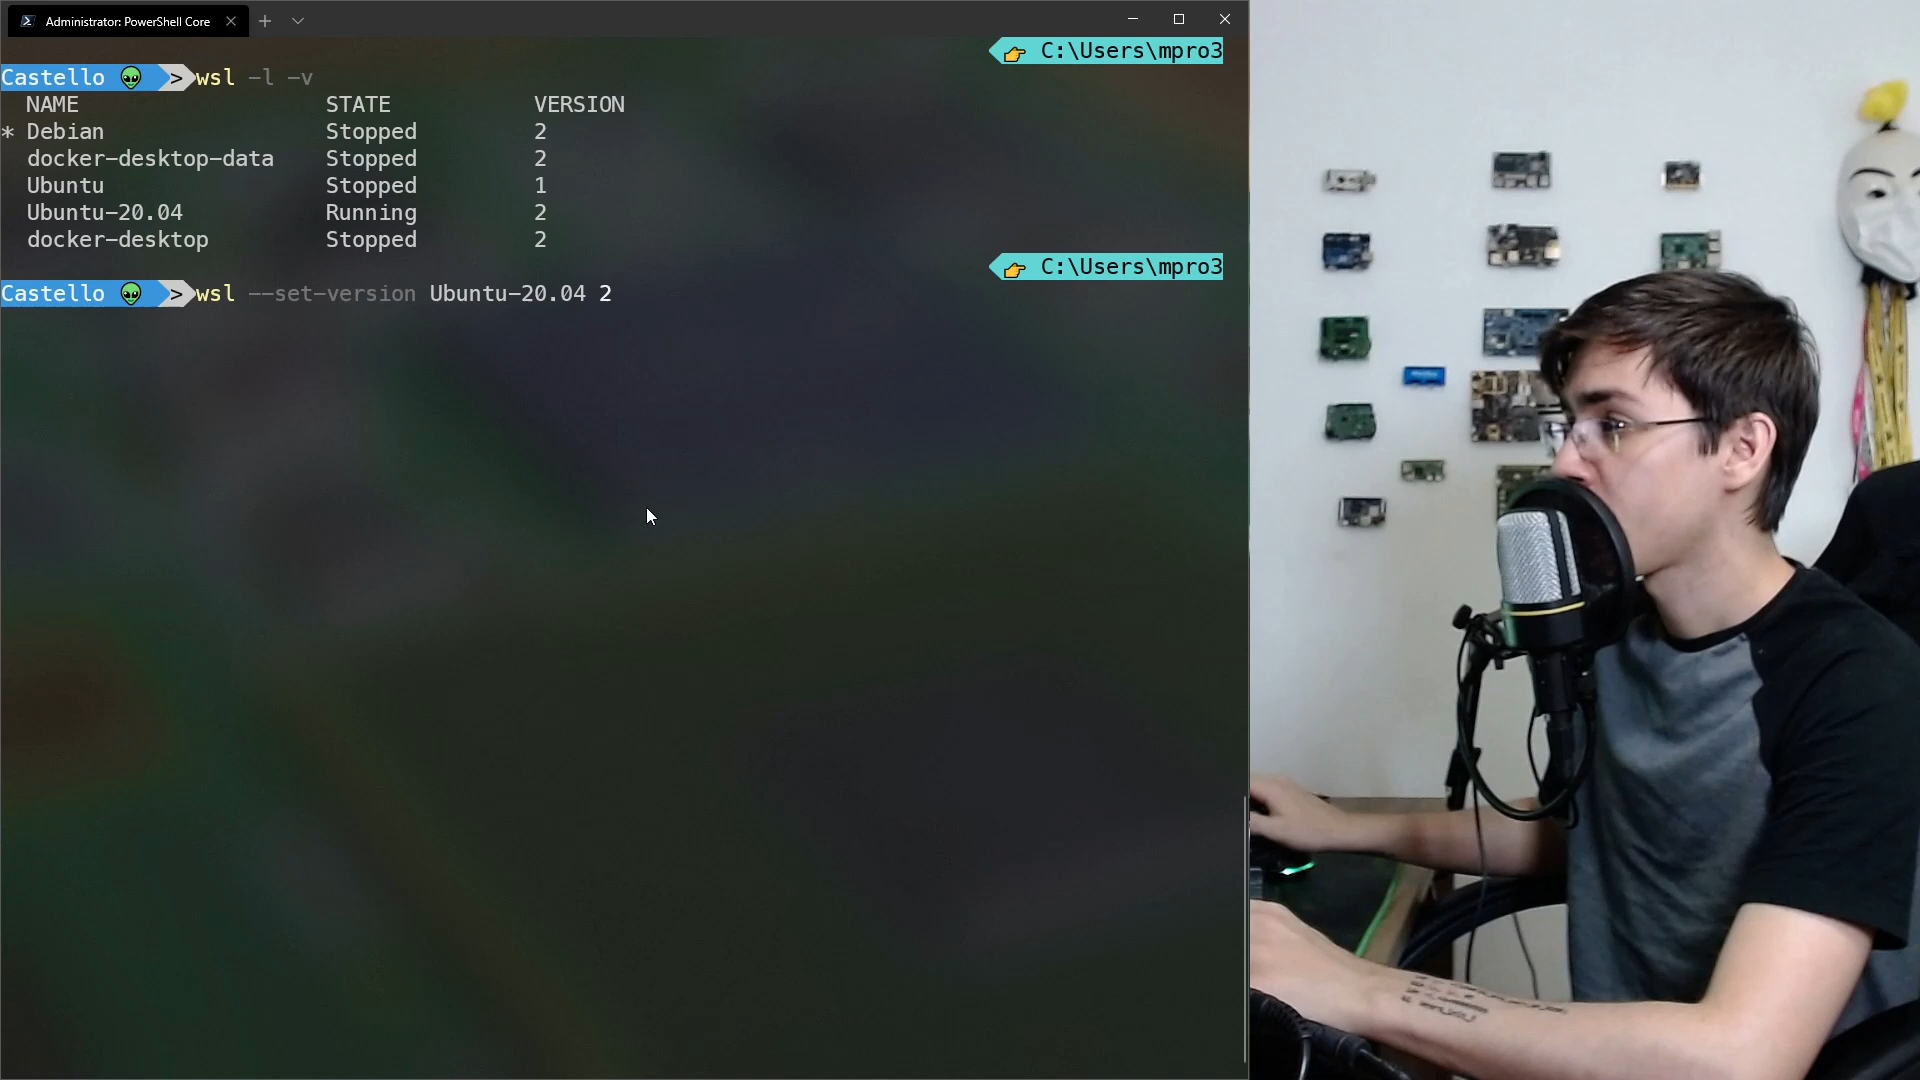 Administrator: PowerShell Core
C:\Users\mpro3
Castello > wsl -l -v
NAME STATE VERSION
* Debian Stopped 2
docker-desktop-data Stopped 2
Ubuntu Stopped 1
Ubuntu-20.04 Running 2
docker-desktop Stopped 2
C:\Users\mpro3
Castello > wsl --set-version Ubuntu-20.04 2